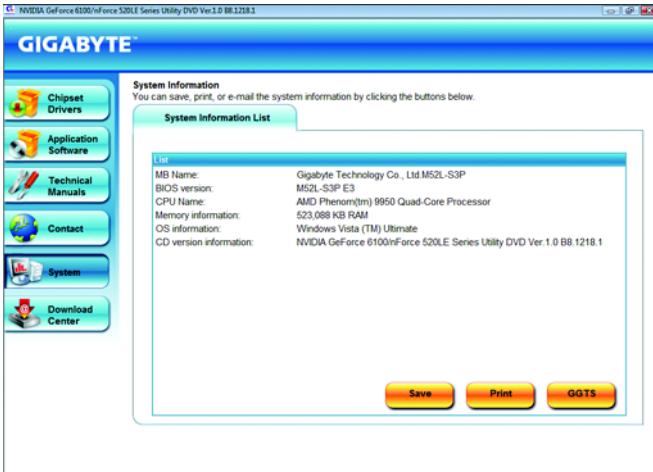 NVIDIA GeForce 6100/nForce 520LE Series Utility DVD Ver.1.0 B8.1218.1
GIGABYTE™
Chipset
Drivers
Application
Software
Technical
Manuals
Contact
System
Download
Center
System Information
You can save, print, or e-mail the system information by clicking the buttons below.
System Information List
List
MB Name: Gigabyte Technology Co., Ltd.M52L-S3P
BIOS version: M52L-S3P E3
CPU Name: AMD Phenom(tm) 9950 Quad-Core Processor
Memory information: 523,088 KB RAM
OS information: Windows Vista (TM) Ultimate
CD version information: NVIDIA GeForce 6100/nForce 520LE Series Utility DVD Ver.1.0 B8.1218.1
Save Print GGTS